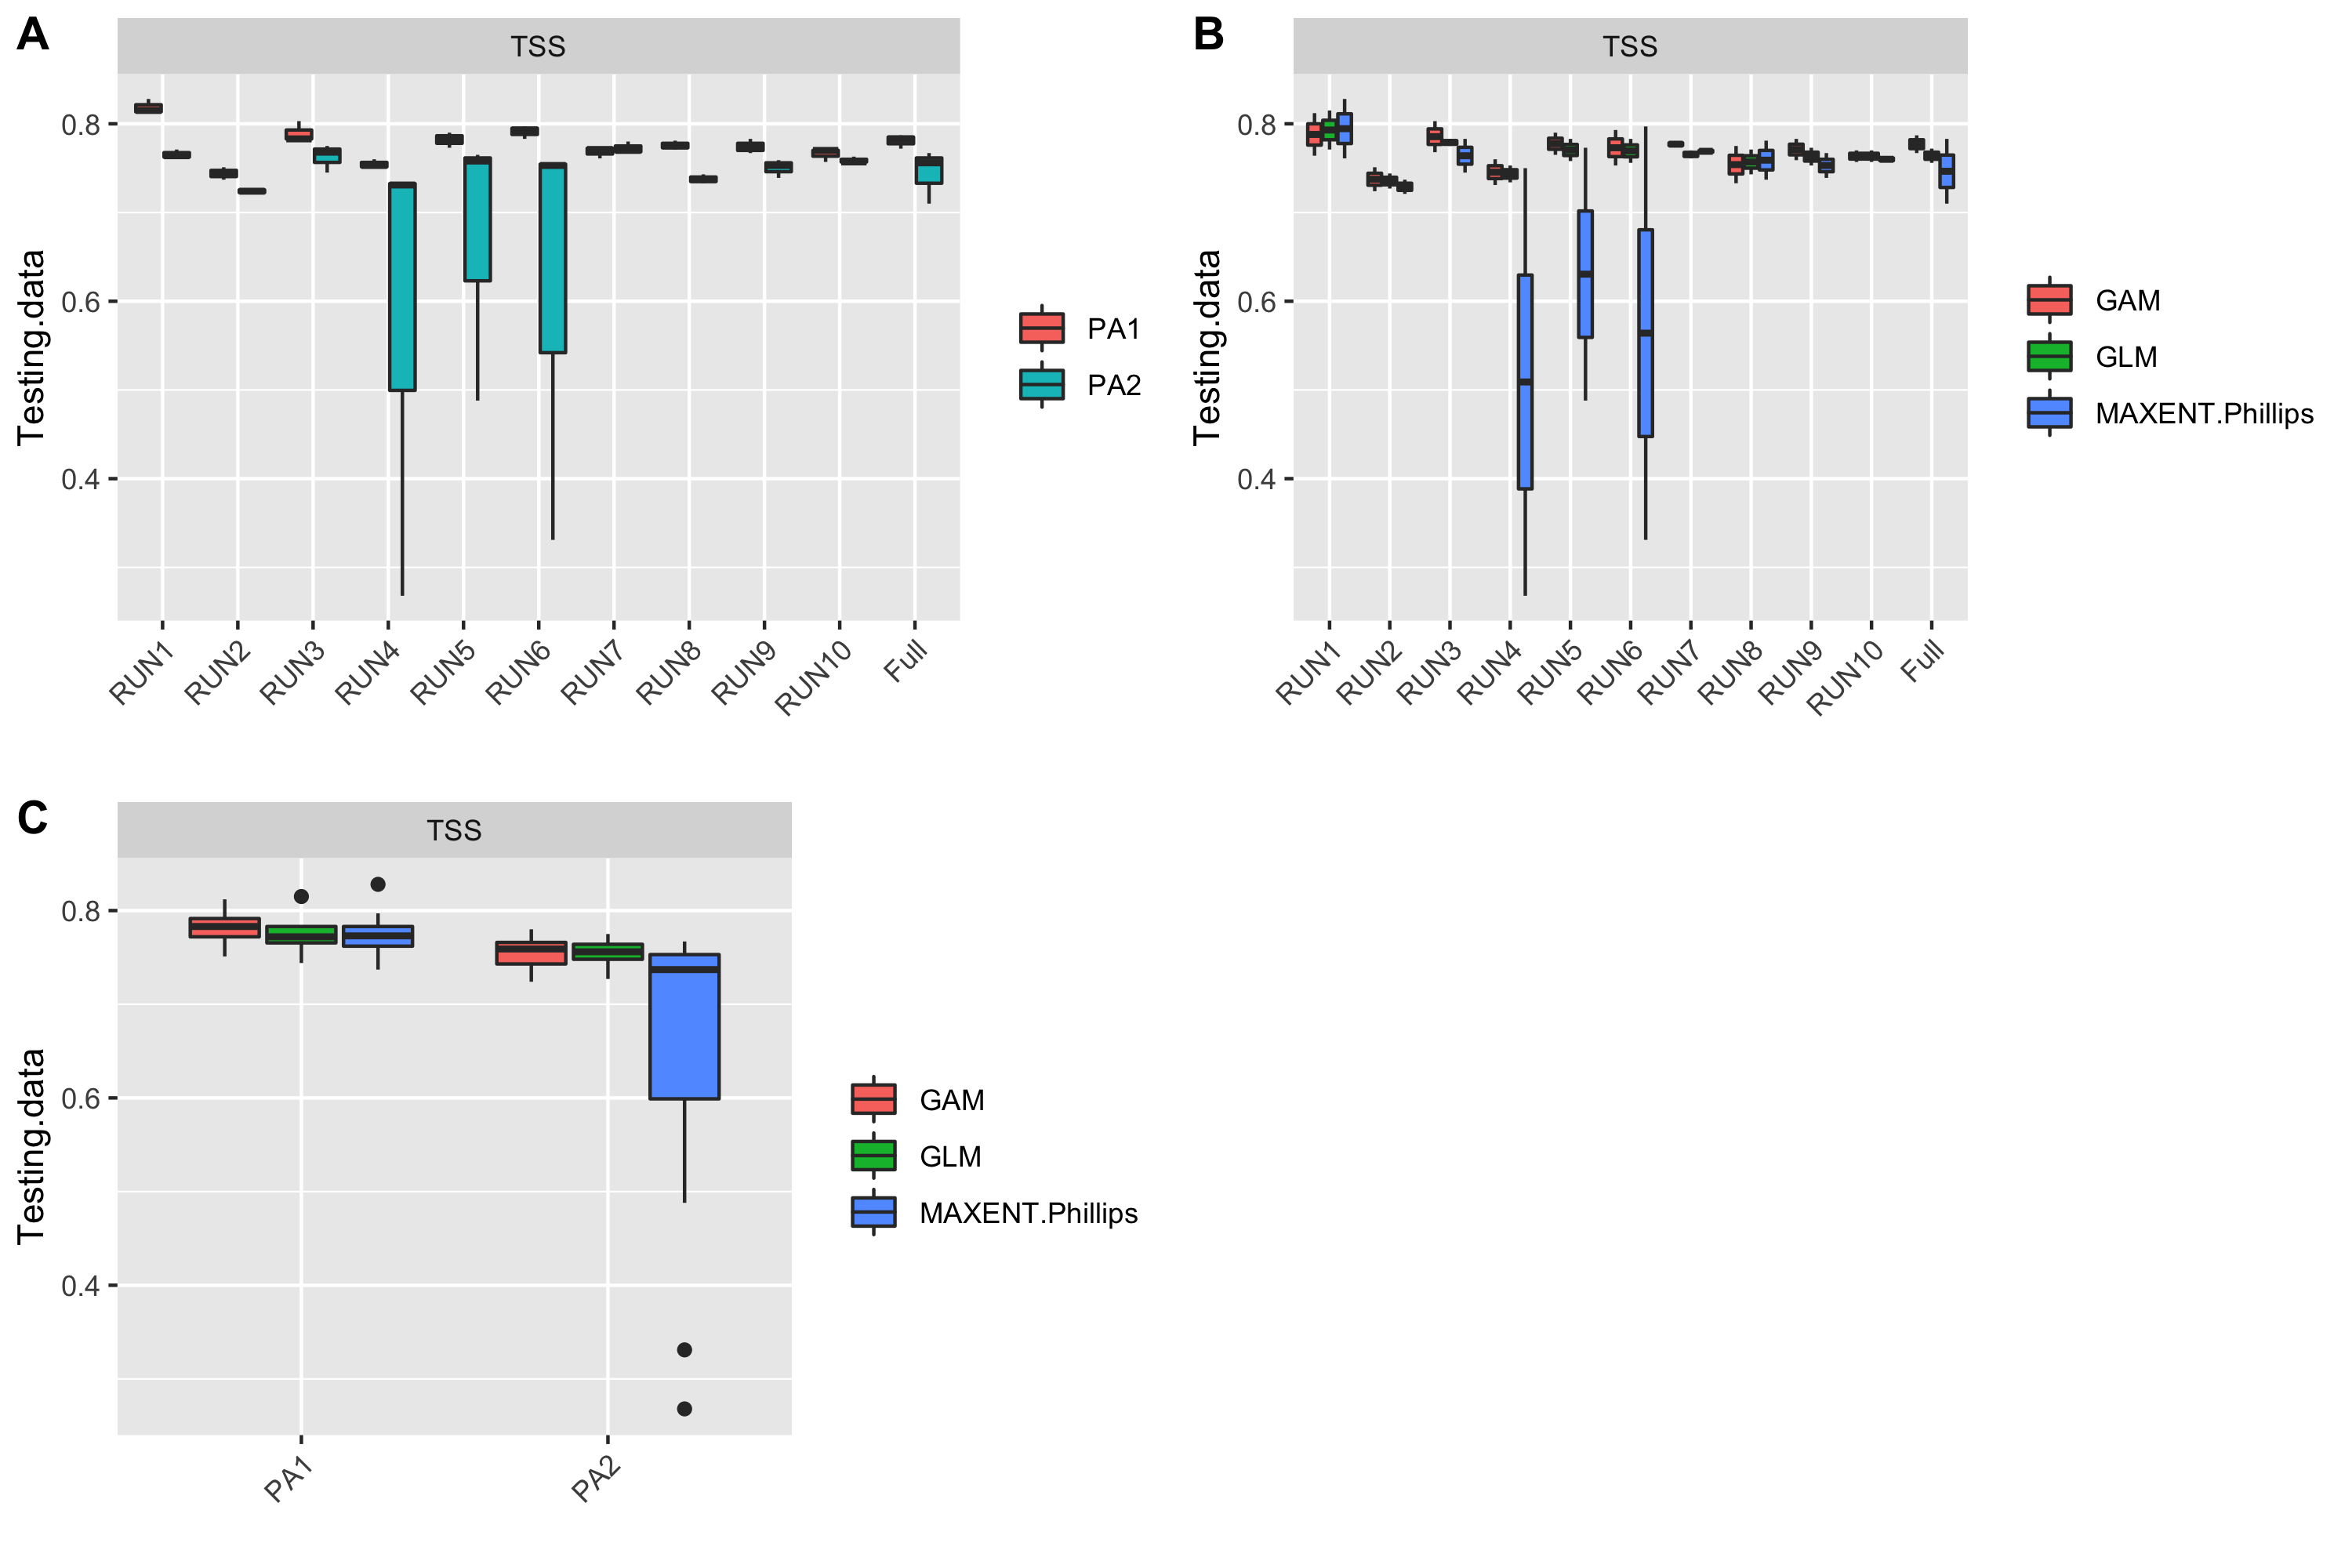 A
TSS
Testing.data
0.8
0.6
0.4
RUN1
RUN2
RUN3
RUN4
RUN5
RUN6
RUN7
RUN8
RUN9
RUN10
Full
PA1
PA2
B
TSS
Testing.data
0.8
0.6
0.4
RUN1
RUN2
RUN3
RUN4
RUN5
RUN6
RUN7
RUN8
RUN9
RUN10
Full
GAM
GLM
MAXENT.Phillips
C
TSS
Testing.data
0.8
0.6
0.4
PA1
PA2
GAM
GLM
MAXENT.Phillips